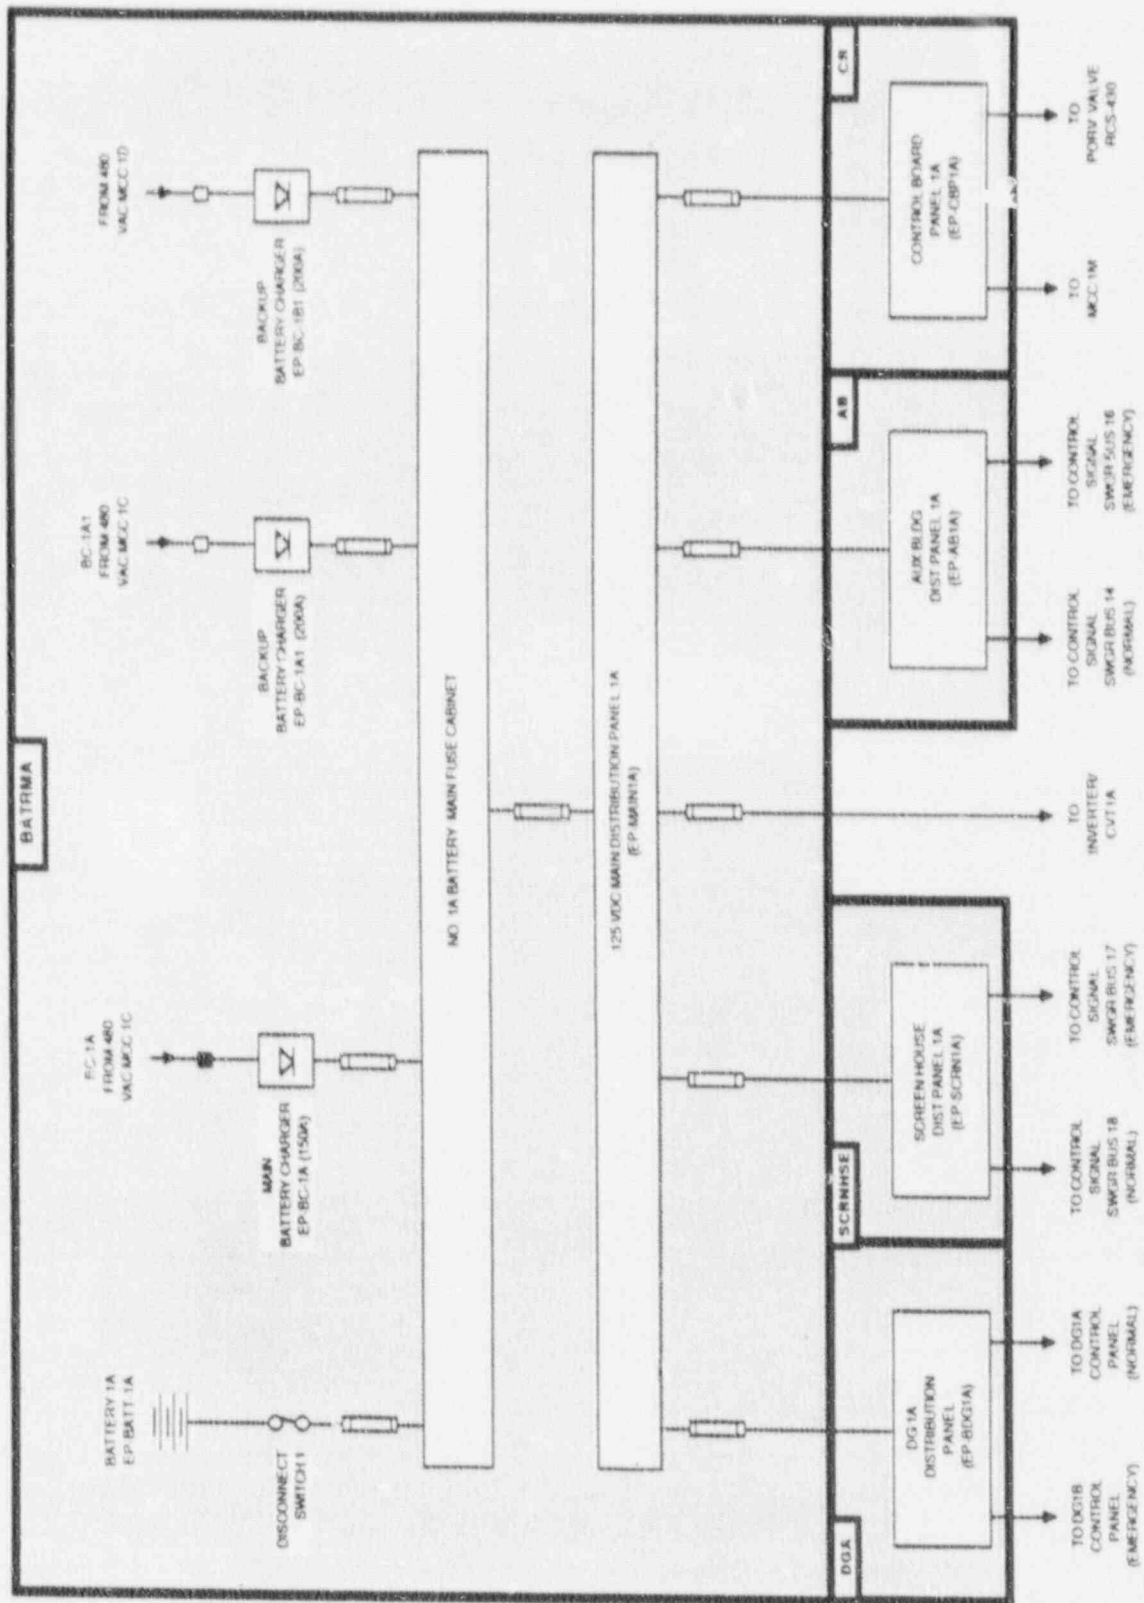 BATRMA
BATTERY 1A
EP-BATT 1A
BC-1A
FROM 480
VAC MCC 1C
BC-1A1
FROM 480
VAC MCC 1C
FROM 480
VAC MCC 1D
DISCONNECT
SWITCH 1
MAIN
BATTERY CHARGER
EP-BC-1A (150A)
BACKUP
BATTERY CHARGER
EP-BC-1A1 (200A)
BACKUP
BATTERY CHARGER
EP-BC-1B1 (200A)
NO 1A BATTERY MAIN FUSE CABINET
125 VDC MAIN DISTRIBUTION PANEL 1A
(EP-MAIN1A)
DGA
SCRNHSE
AB
CR
DG 1A
DISTRIBUTION
PANEL
(EP-BDG1A)
SCREEN HOUSE
DIST PANEL 1A
(EP-SCRN1A)
AUX BLDG
DIST PANEL 1A
(EP-AB1A)
CONTROL BOARD
PANEL 1A
(EP-CBP1A)
TO DG1B
CONTROL
PANEL
(EMERGENCY)
TO DG1A
CONTROL
PANEL
(NORMAL)
TO CONTROL
SIGNAL
SWGR BUS 18
(NORMAL)
TO CONTROL
SIGNAL
SWGR BUS 17
(EMERGENCY)
TO
INVERTER/
CVT1A
TO CONTROL
SIGNAL
SWGR BUS 14
(NORMAL)
TO CONTROL
SIGNAL
SWGR BUS 16
(EMERGENCY)
TO
MCC 1M
TO
PORV VALVE
RCS-430